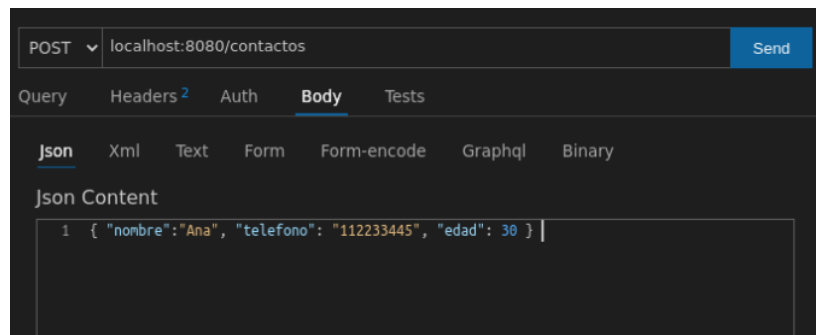 POST localhost:8080/contactos Send
Query Headers 2 Auth Body Tests
Json Xml Text Form Form-encode Graphql Binary
Json Content
1 { "nombre":"Ana", "telefono": "112233445", "edad": 30 }